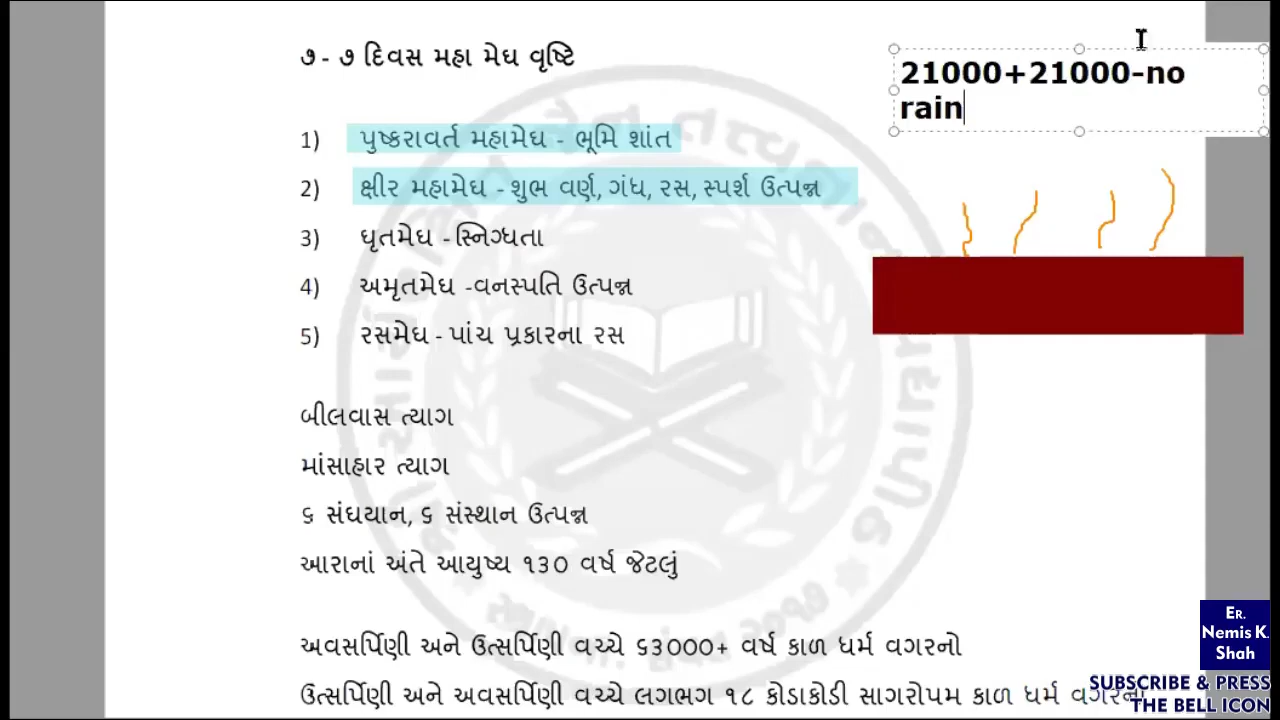 ૭ - ૭ દિવસ મહા મેઘ વૃષ્ટિ
21000+21000-no
rain
1) પુષ્કરાવર્ત મહામેઘ - ભૂમિ શાંત
2) ક્ષીર મહામેઘ - શુભ વર્ણ, ગંધ, રસ, સ્પર્શ ઉત્પન્ન
3) ઘૃતમેઘ - સ્નિગ્ધતા
4) અમૃતમેઘ -વનસ્પતિ ઉત્પન્ન
5) રસમેઘ - પાંચ પ્રકારના રસ
બીલવાસ ત્યાગ
માંસાહાર ત્યાગ
૬ સંઘયાન, ૬ સંસ્થાન ઉત્પન્ન
આરાનાં અંતે આયુષ્ય ૧૩૦ વર્ષ જેટલું
અવસર્પિણી અને ઉત્સર્પિણી વચ્ચે ૬૩૦૦૦+ વર્ષ કાળ ધર્મ વગરનો
ઉત્સર્પિણી અને અવસર્પિણી વચ્ચે લગભગ ૧૮ કોડાકોડી સાગરોપમ કાળ ધર્મ વગરનો
ER.
Nemis K.
Shah
SUBSCRIBE & PRESS
THE BELL ICON